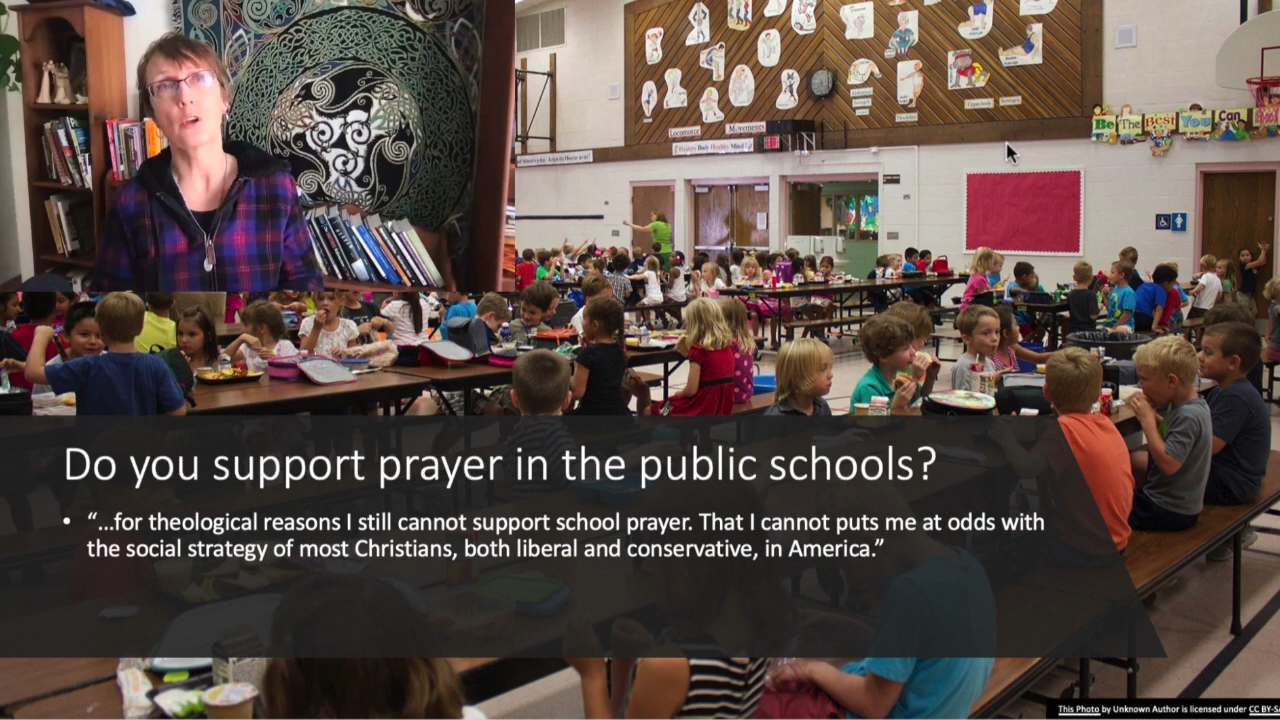 Locomotor Movements
Be The Best You Can Be!
Do you support prayer in the public schools?
• “…for theological reasons I still cannot support school prayer. That I cannot puts me at odds with
the social strategy of most Christians, both liberal and conservative, in America.”
This Photo by Unknown Author is licensed under CC BY-SA